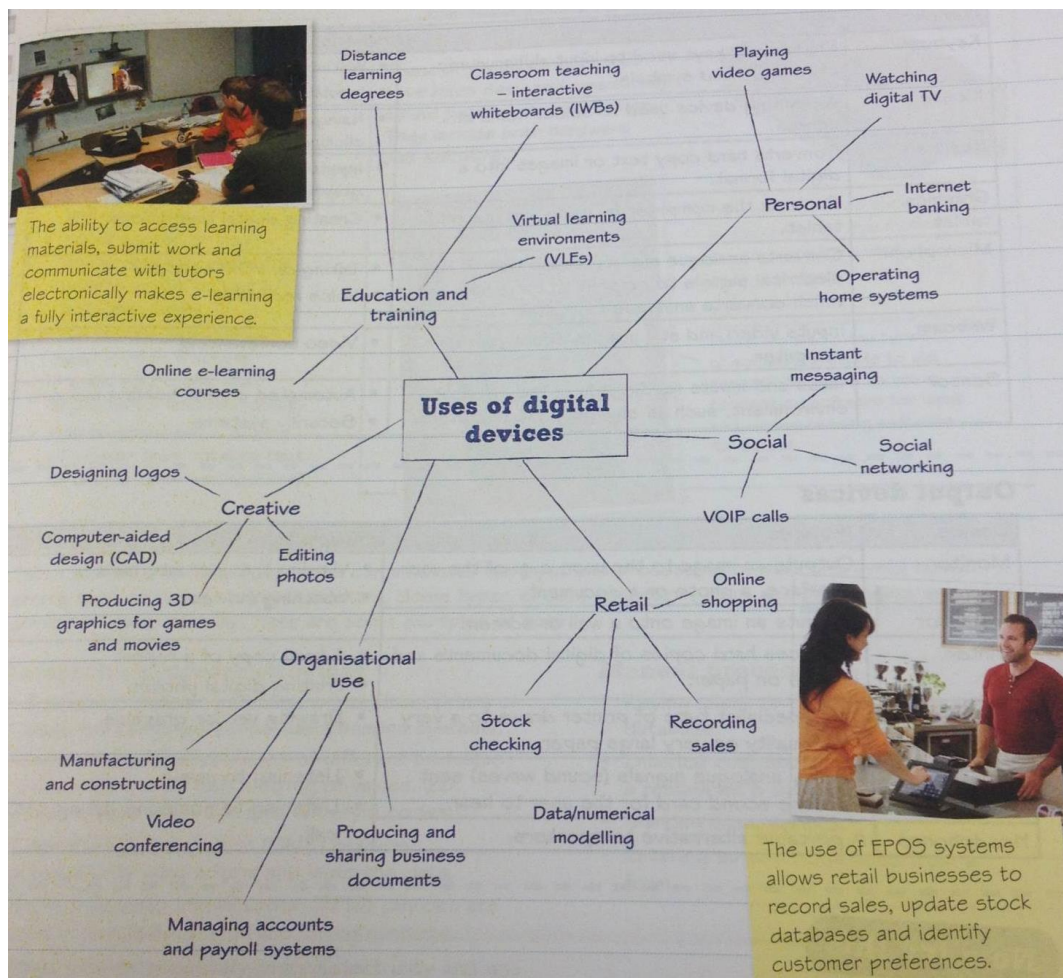 Distance
learning
degrees
Classroom teaching
– interactive
whiteboards (IWBs)
Playing
video games
Watching
digital TV
The ability to access learning
materials, submit work and
communicate with tutors
electronically makes e-learning
a fully interactive experience.
Virtual learning
environments
(VLEs)
Personal
Internet
banking
Education and
training
Operating
home systems
Online e-learning
courses
Instant
messaging
Uses of digital
devices
Social
Social
networking
VOIP calls
Designing logos
Creative
Computer-aided
design (CAD)
Editing
photos
Producing 3D
graphics for games
and movies
Retail
Online
shopping
Organisational
use
Stock
checking
Recording
sales
Manufacturing
and constructing
Video
conferencing
Producing and
sharing business
documents
Data/numerical
modelling
Managing accounts
and payroll systems
The use of EPOS systems
allows retail businesses to
record sales, update stock
databases and identify
customer preferences.